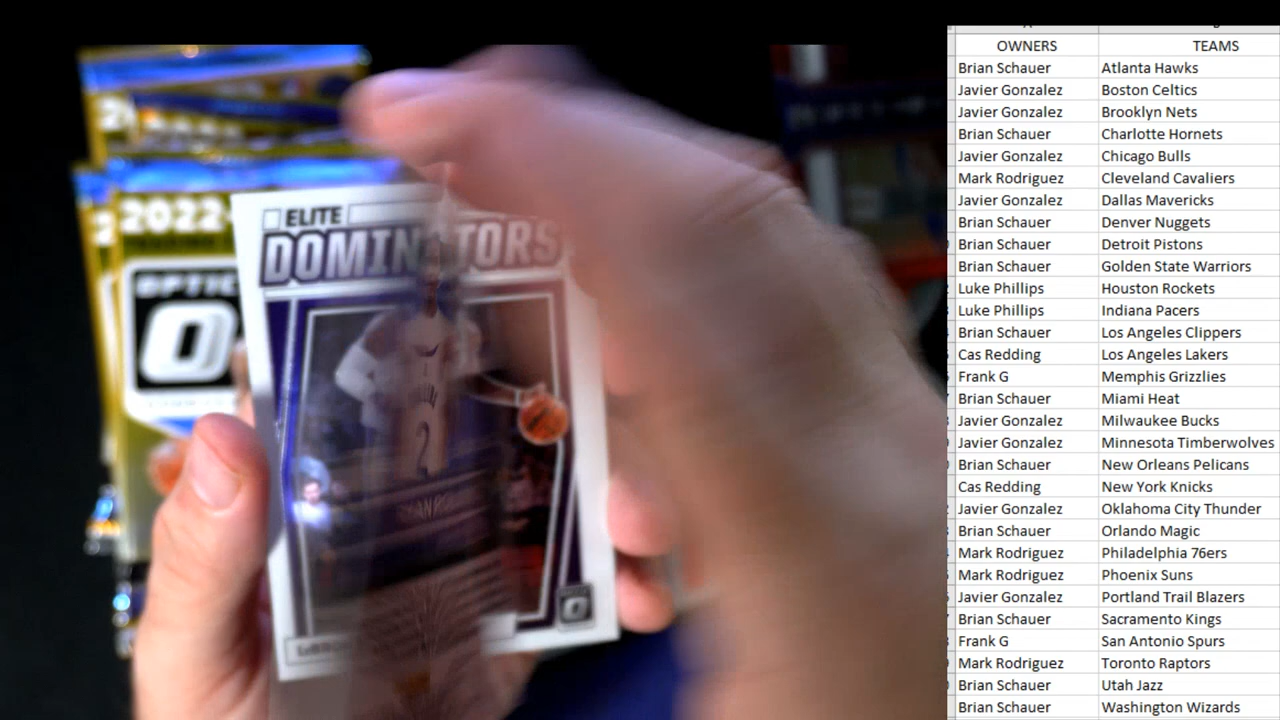 2022-
OPTIC
O
ELITE
DOMINATORS
2
OWNERS TEAMS
Brian Schauer Atlanta Hawks
Javier Gonzalez Boston Celtics
Javier Gonzalez Brooklyn Nets
Brian Schauer Charlotte Hornets
Javier Gonzalez Chicago Bulls
Mark Rodriguez Cleveland Cavaliers
Javier Gonzalez Dallas Mavericks
Brian Schauer Denver Nuggets
Brian Schauer Detroit Pistons
Brian Schauer Golden State Warriors
Luke Phillips Houston Rockets
Luke Phillips Indiana Pacers
Brian Schauer Los Angeles Clippers
Cas Redding Los Angeles Lakers
Frank G Memphis Grizzlies
Brian Schauer Miami Heat
Javier Gonzalez Milwaukee Bucks
Javier Gonzalez Minnesota Timberwolves
Brian Schauer New Orleans Pelicans
Cas Redding New York Knicks
Javier Gonzalez Oklahoma City Thunder
Brian Schauer Orlando Magic
Mark Rodriguez Philadelphia 76ers
Mark Rodriguez Phoenix Suns
Javier Gonzalez Portland Trail Blazers
Brian Schauer Sacramento Kings
Frank G San Antonio Spurs
Mark Rodriguez Toronto Raptors
Brian Schauer Utah Jazz
Brian Schauer Washington Wizards